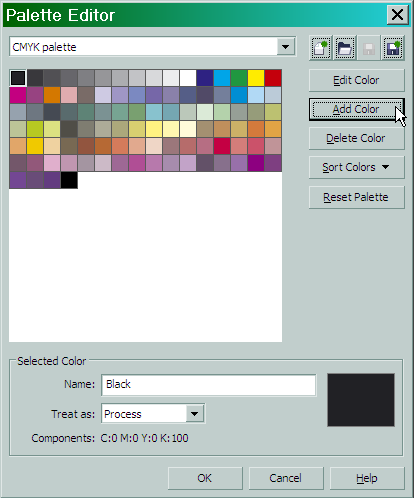 Palette Editor
CMYK palette
Edit Color
Add Color
Delete Color
Sort Colors
Reset Palette
Selected Color
Name: Black
Treat as: Process
Components: C:0 M:0 Y:0 K:100
OK Cancel Help